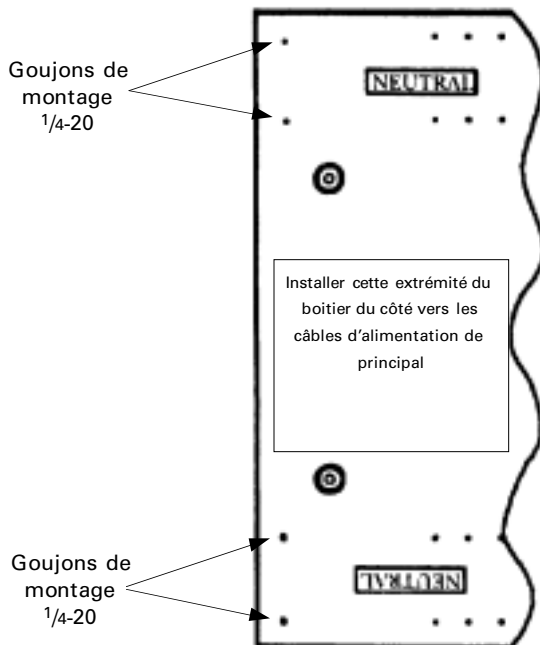 Goujons de
montage
1/4-20
NEUTRAL
Installer cette extrémité du
boitier du côté vers les
câbles d'alimentation de
principal
Goujons de
montage
1/4-20
NEUTRAL